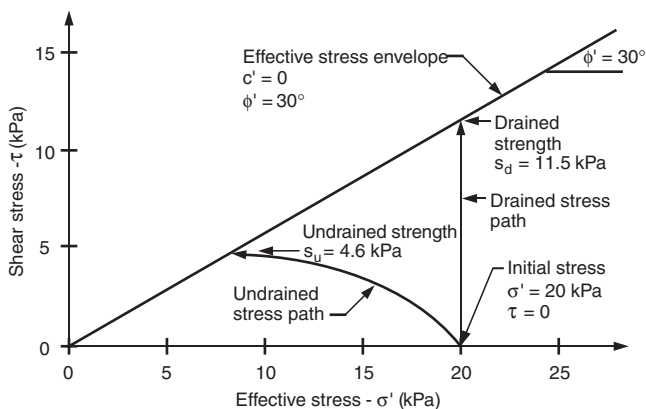 15
10
5
0
Shear stress -τ (kPa)
Effective stress envelope
c' = 0
ϕ' = 30°
ϕ' = 30°
Drained
strength
s_d = 11.5 kPa
Drained stress
path
Undrained strength
s_u = 4.6 kPa
Undrained
stress path
Initial stress
σ' = 20 kPa
τ = 0
0 5 10 15 20 25
Effective stress - σ' (kPa)